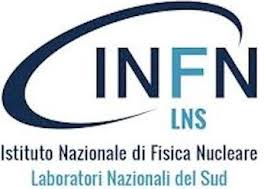 INFN
LNS
Istituto Nazionale di Fisica Nucleare
Laboratori Nazionali del Sud